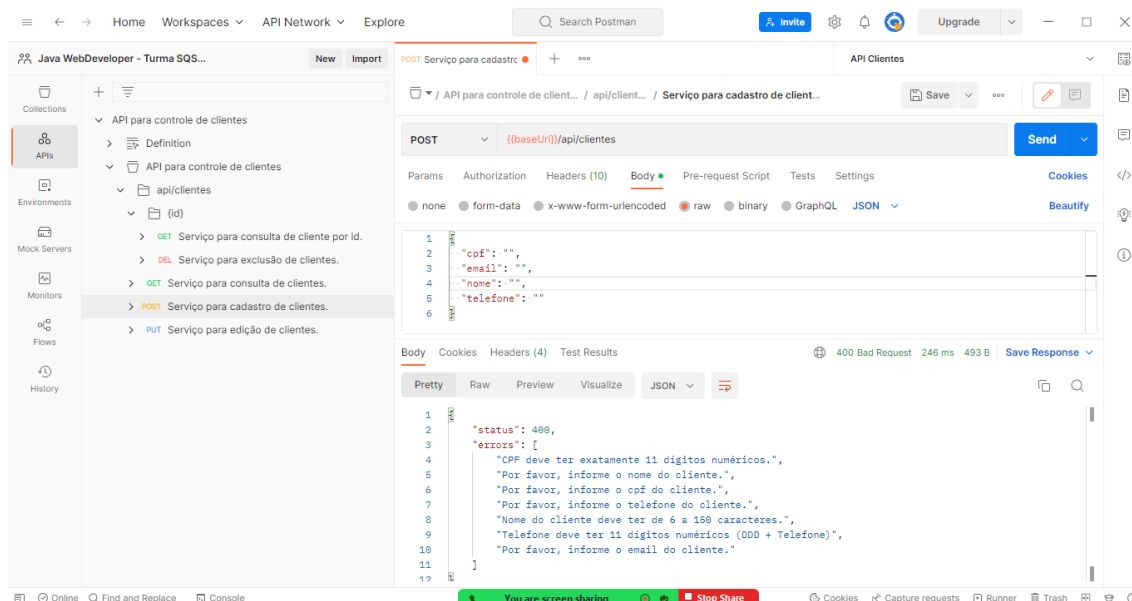 Home Workspaces API Network Explore Search Postman Invite Upgrade
Java WebDeveloper - Turma SQS... New Import
POST Serviço para cadastrc
API Clientes
Collections
APIs
Environments
Mock Servers
Monitors
Flows
History
API para controle de clientes
Definition
API para controle de clientes
api/clientes
{id}
GET Serviço para consulta de cliente por id.
DEL Serviço para exclusão de clientes.
GET Serviço para consulta de clientes.
POST Serviço para cadastro de clientes.
PUT Serviço para edição de clientes.
/ API para controle de client... / api/client... / Serviço para cadastro de client... Save
POST {{baseUrl}}/api/clientes Send
Params Authorization Headers (10) Body Pre-request Script Tests Settings Cookies
none form-data x-www-form-urlencoded raw binary GraphQL JSON Beautify
1 {
2 "cpf": "",
3 "email": "",
4 "nome": "",
5 "telefone": ""
6 }
Body Cookies Headers (4) Test Results 400 Bad Request 246 ms 493 B Save Response
Pretty Raw Preview Visualize JSON
1 {
2 "status": 400,
3 "errors": [
4 "CPF deve ter exatamente 11 dígitos numéricos.",
5 "Por favor, informe o nome do cliente.",
6 "Por favor, informe o cpf do cliente.",
7 "Por favor, informe o telefone do cliente.",
8 "Nome do cliente deve ter de 6 a 150 caracteres.",
9 "Telefone deve ter 11 dígitos numéricos (DDD + Telefone)",
10 "Por favor, informe o email do cliente."
11 ]
12 }
Online Find and Replace Console You are screen sharing Stop Share Cookies Capture requests Runner Trash